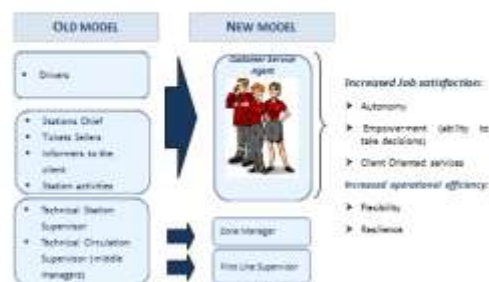 OLD MODEL
NEW MODEL
Customer Service
Agent
Drivers
Stations Chief
Tickets Sellers
Informers to the
client
Station activities
Technical Station
Supervisor
Technical Circulation
Supervisor (middle
managers)
Zone Manager
First Line Supervisor
Increased Job satisfaction:
Autonomy
Empowerment (ability to
take decisions)
Client Oriented services
Increased operational efficiency:
Flexibility
Resilience